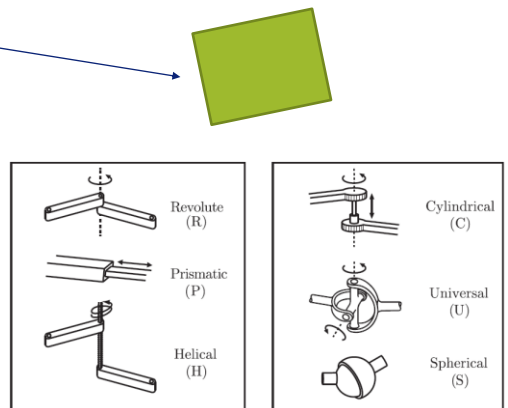 Revolute
(R)
Prismatic
(P)
Helical
(H)
Cylindrical
(C)
Universal
(U)
Spherical
(S)